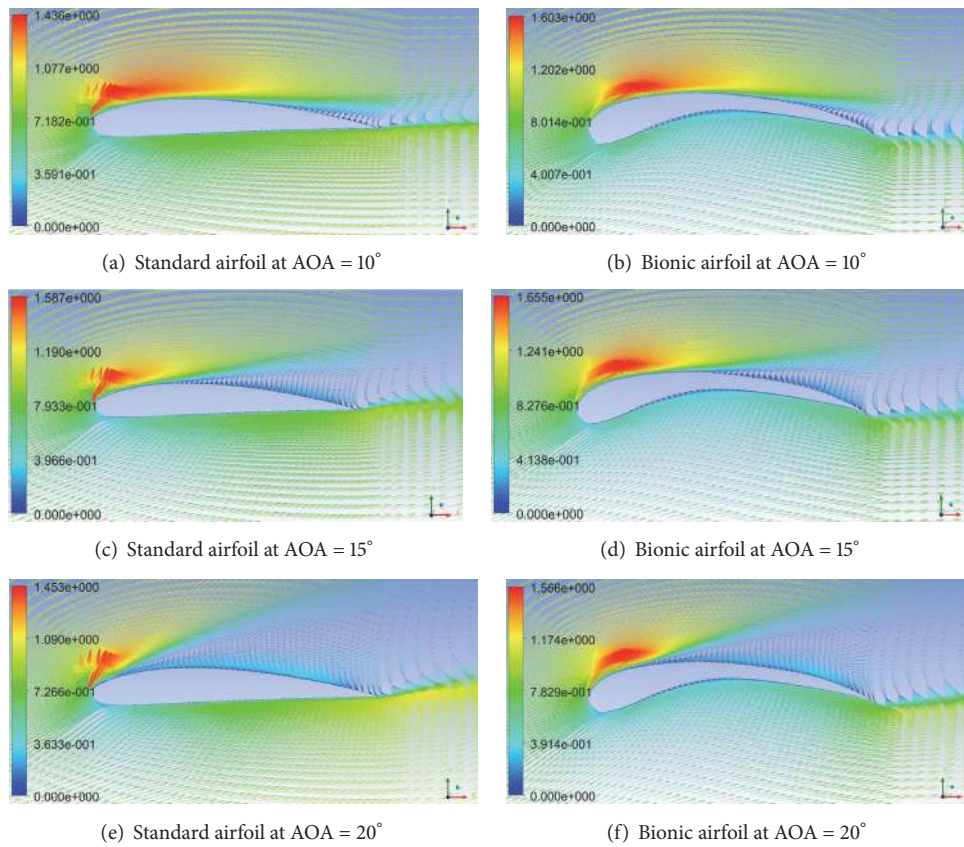 1.436e+000
1.077e+000
7.182e-001
3.591e-001
0.000e+000
(a) Standard airfoil at AOA = 10°
1.603e+000
1.202e+000
8.014e-001
4.007e-001
0.000e+000
(b) Bionic airfoil at AOA = 10°
1.587e+000
1.190e+000
7.933e-001
3.966e-001
0.000e+000
(c) Standard airfoil at AOA = 15°
1.655e+000
1.241e+000
8.276e-001
4.138e-001
0.000e+000
(d) Bionic airfoil at AOA = 15°
1.453e+000
1.090e+000
7.266e-001
3.633e-001
0.000e+000
(e) Standard airfoil at AOA = 20°
1.566e+000
1.174e+000
7.829e-001
3.914e-001
0.000e+000
(f) Bionic airfoil at AOA = 20°